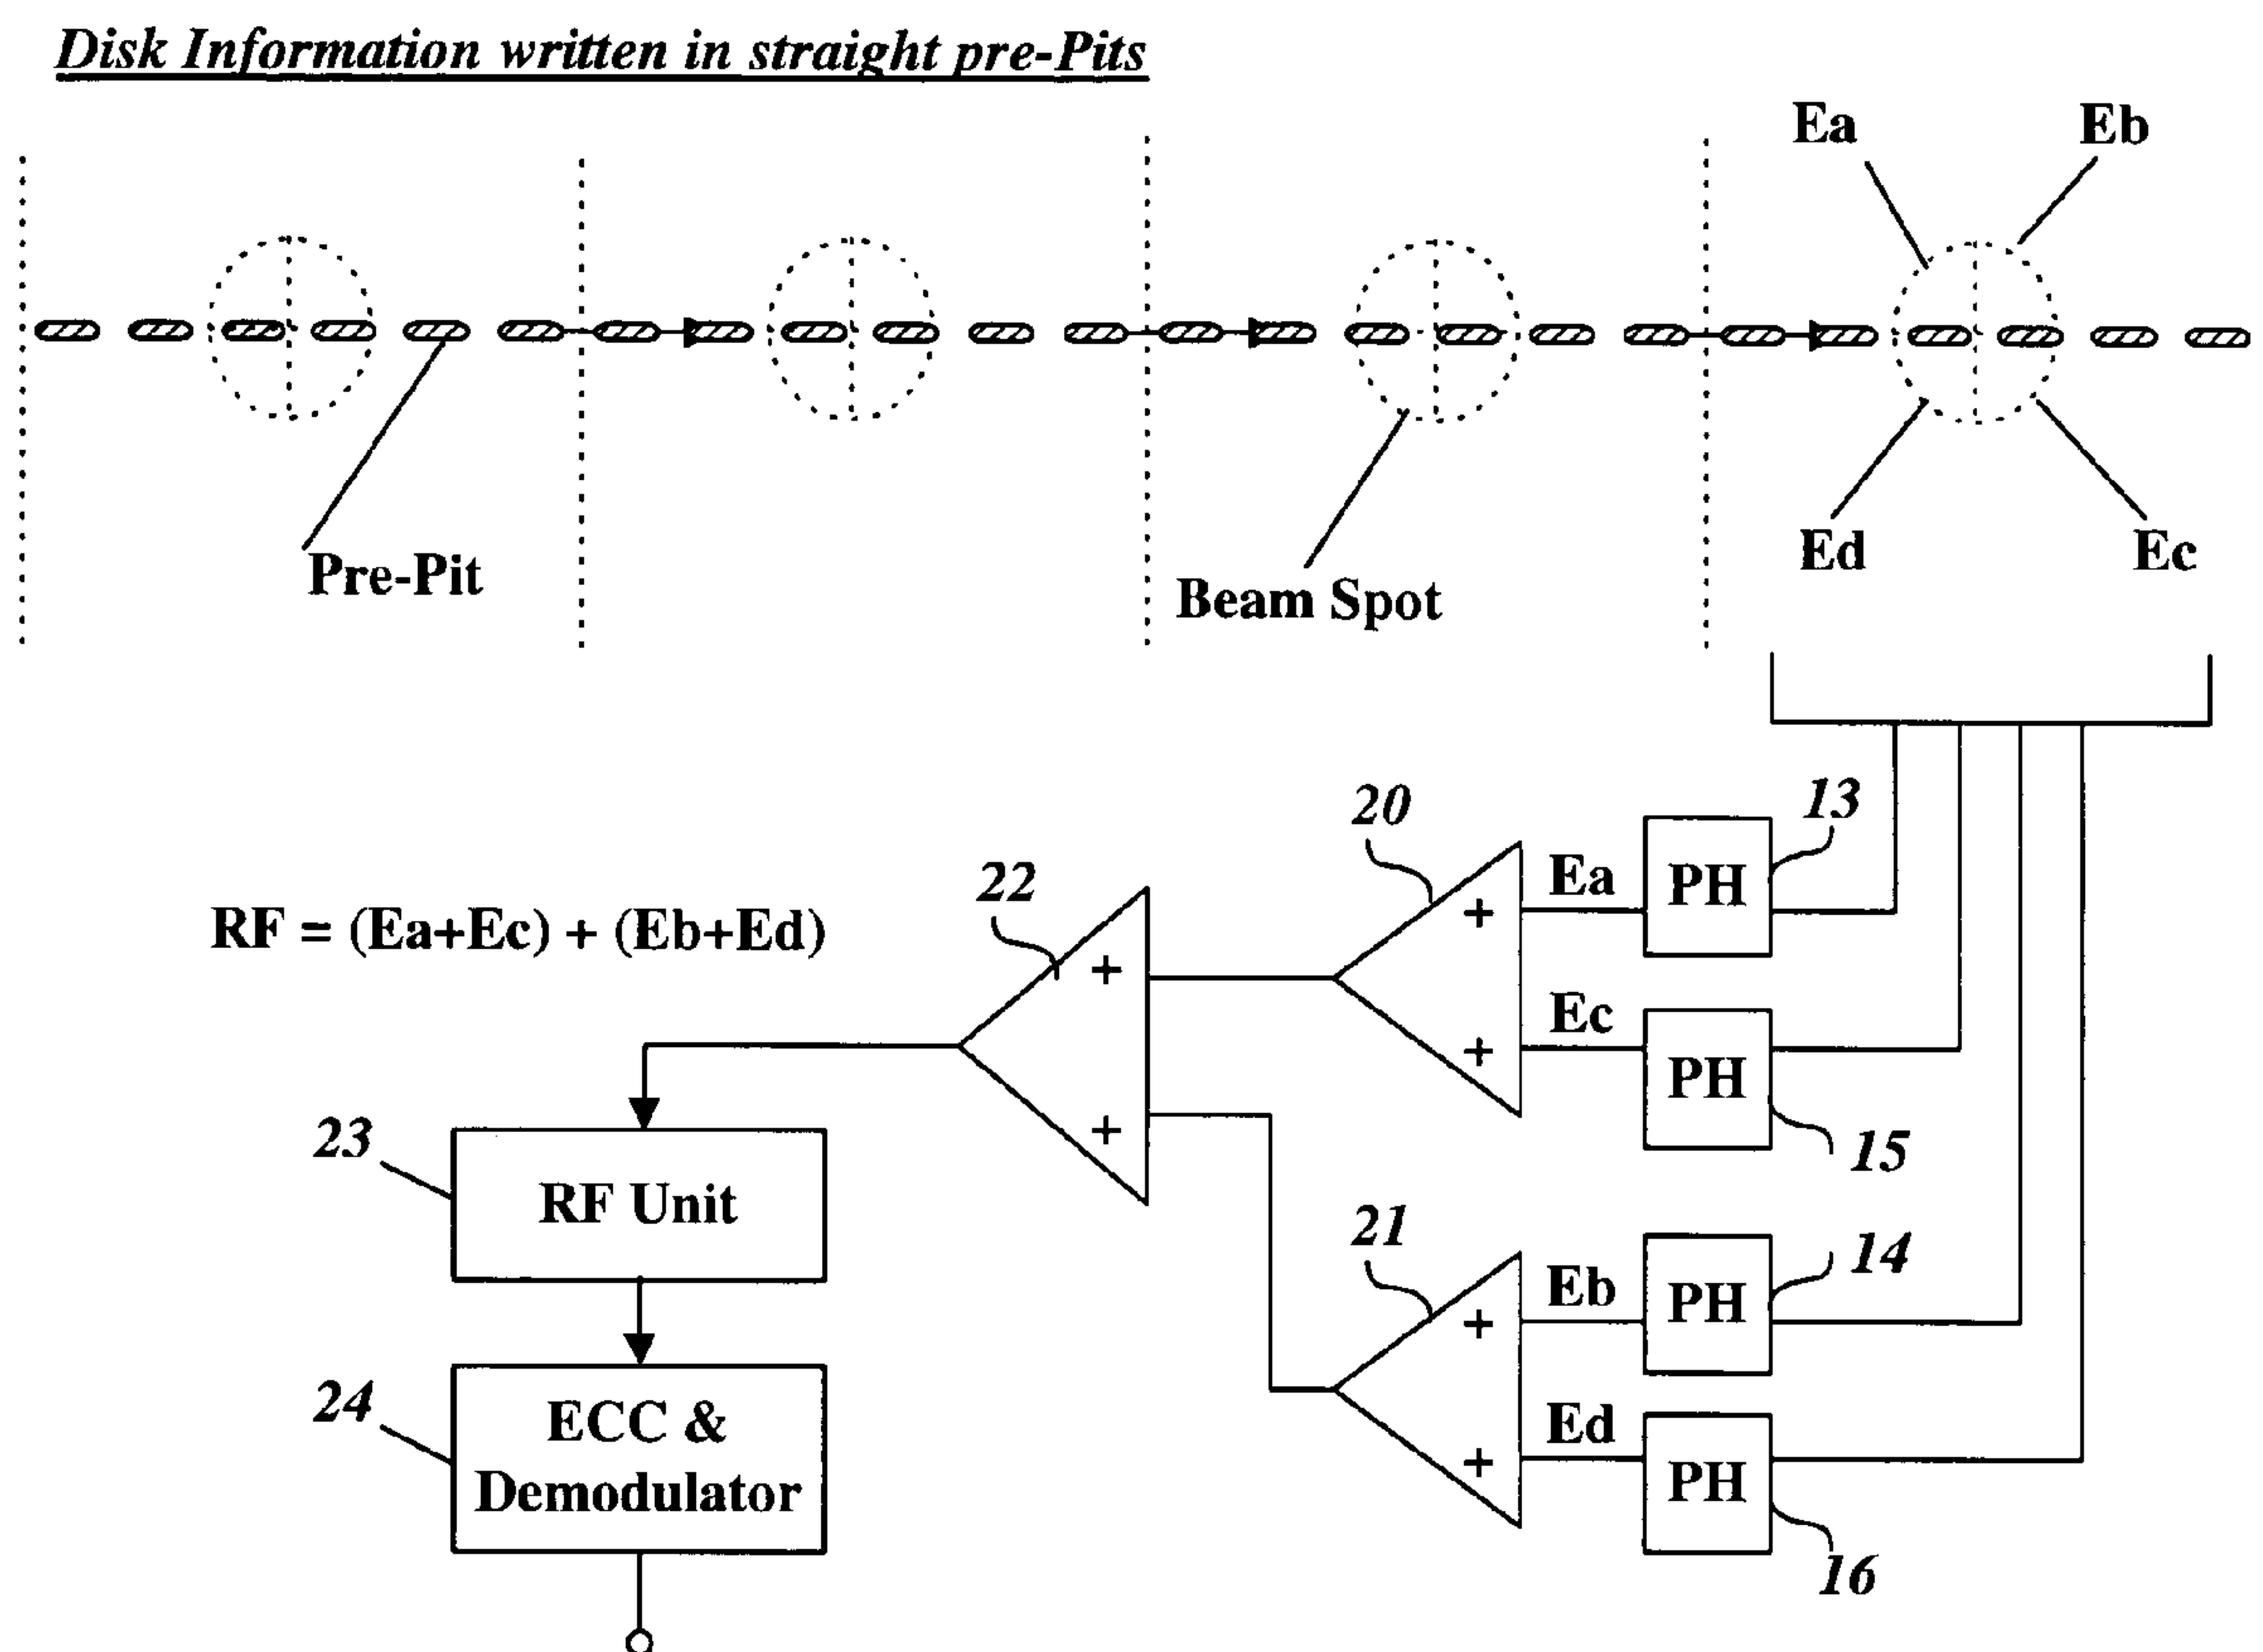 Disk Information written in straight pre-Pits
Ea
Eb
Pre-Pit
Beam Spot
Ed
Ec
RF = (Ea+Ec) + (Eb+Ed)
22
+
+
20
+
+
Ea
Ec
PH
13
PH
15
21
+
+
Eb
Ed
PH
14
PH
16
23
RF Unit
24
ECC &
Demodulator